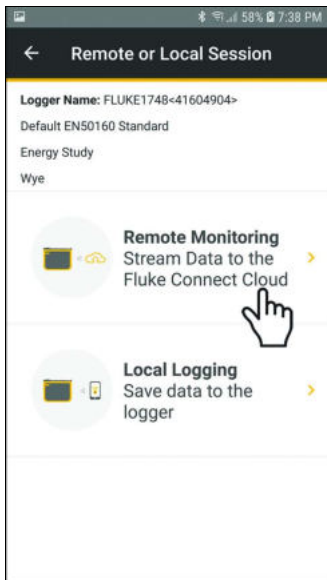 58% 7:38 PM
Remote or Local Session
Logger Name: FLUKE1748<41604904>
Default EN50160 Standard
Energy Study
Wye
Remote Monitoring
Stream Data to the
Fluke Connect Cloud
Local Logging
Save data to the
logger